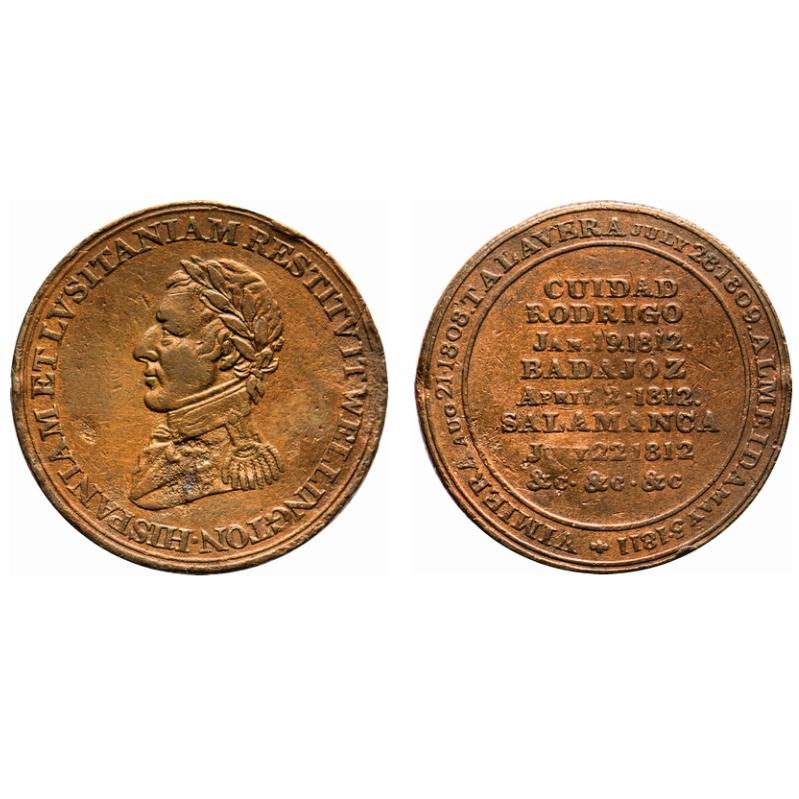 HISPANIAM ET LVSITANIAM RESTITVIT WELLINGTON ·
VIMIERA AUG 21·1808. TALAVERA JULY 28·1809. ALMEIDA MAY 5·1811
CUIDAD
RODRIGO
JAN. 19.1812.
BADAJOZ
APRIL 2·1812.
SALAMANCA
JULY 22 1812
&C· &C· &C